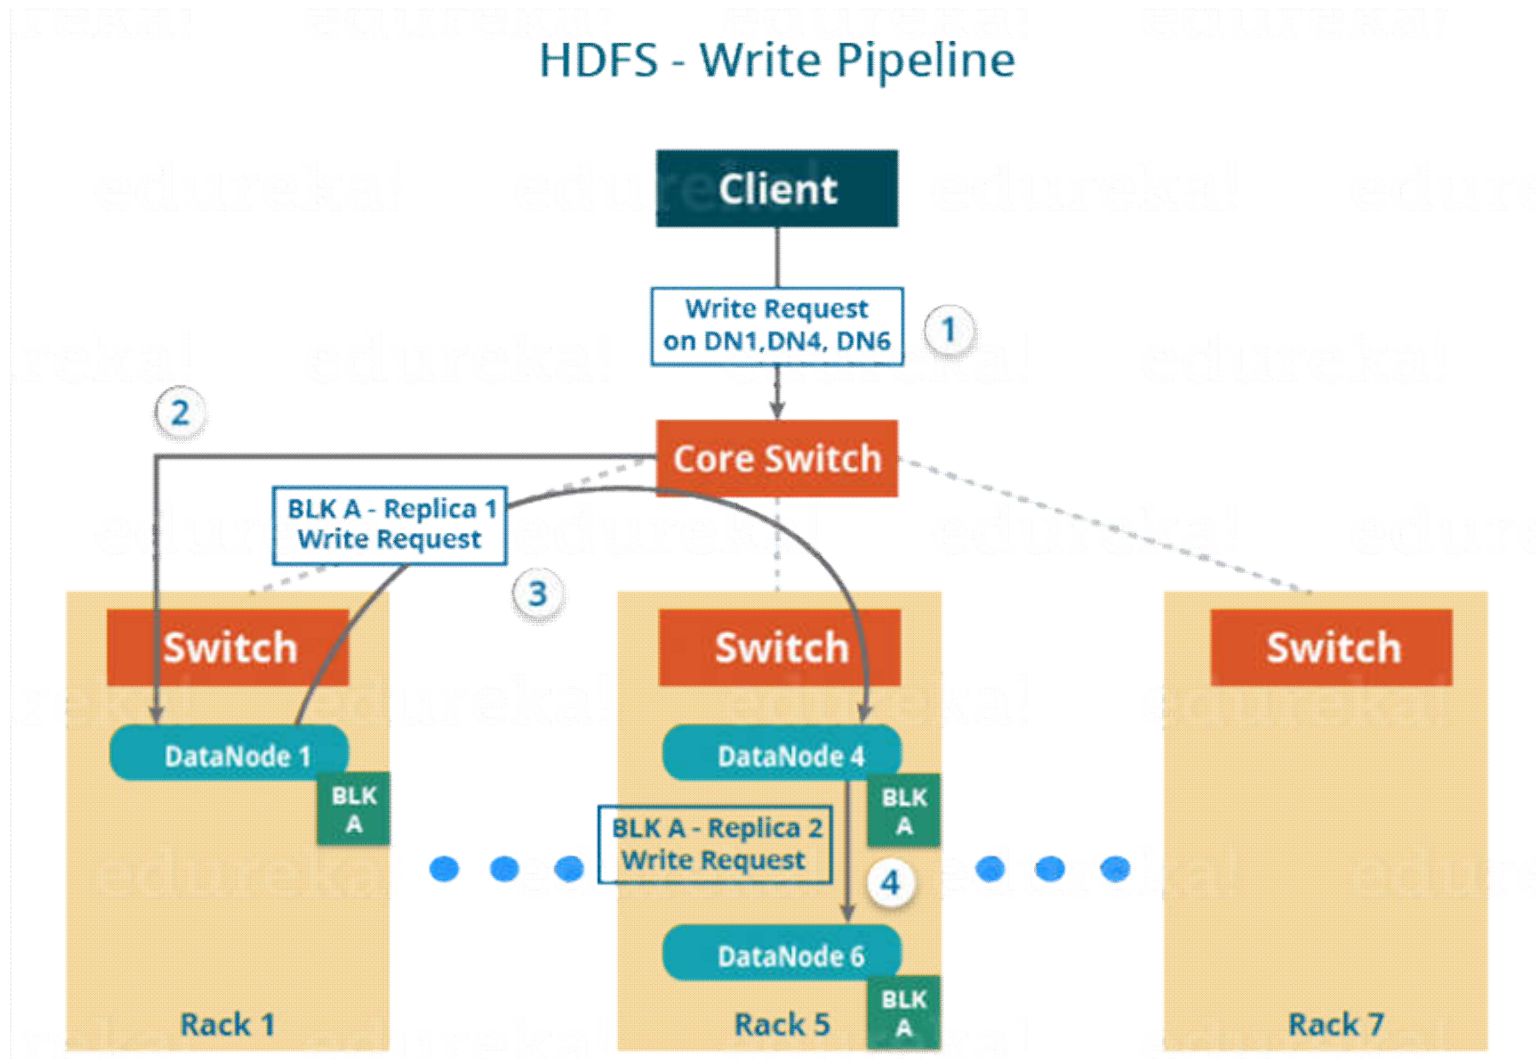 HDFS - Write Pipeline
Client
Write Request
on DN1,DN4, DN6
1
2
Core Switch
BLK A - Replica 1
Write Request
3
Switch
Switch
Switch
DataNode 1
DataNode 4
BLK
A
BLK
A
BLK A - Replica 2
Write Request
4
DataNode 6
BLK
A
Rack 1
Rack 5
Rack 7
edureka!